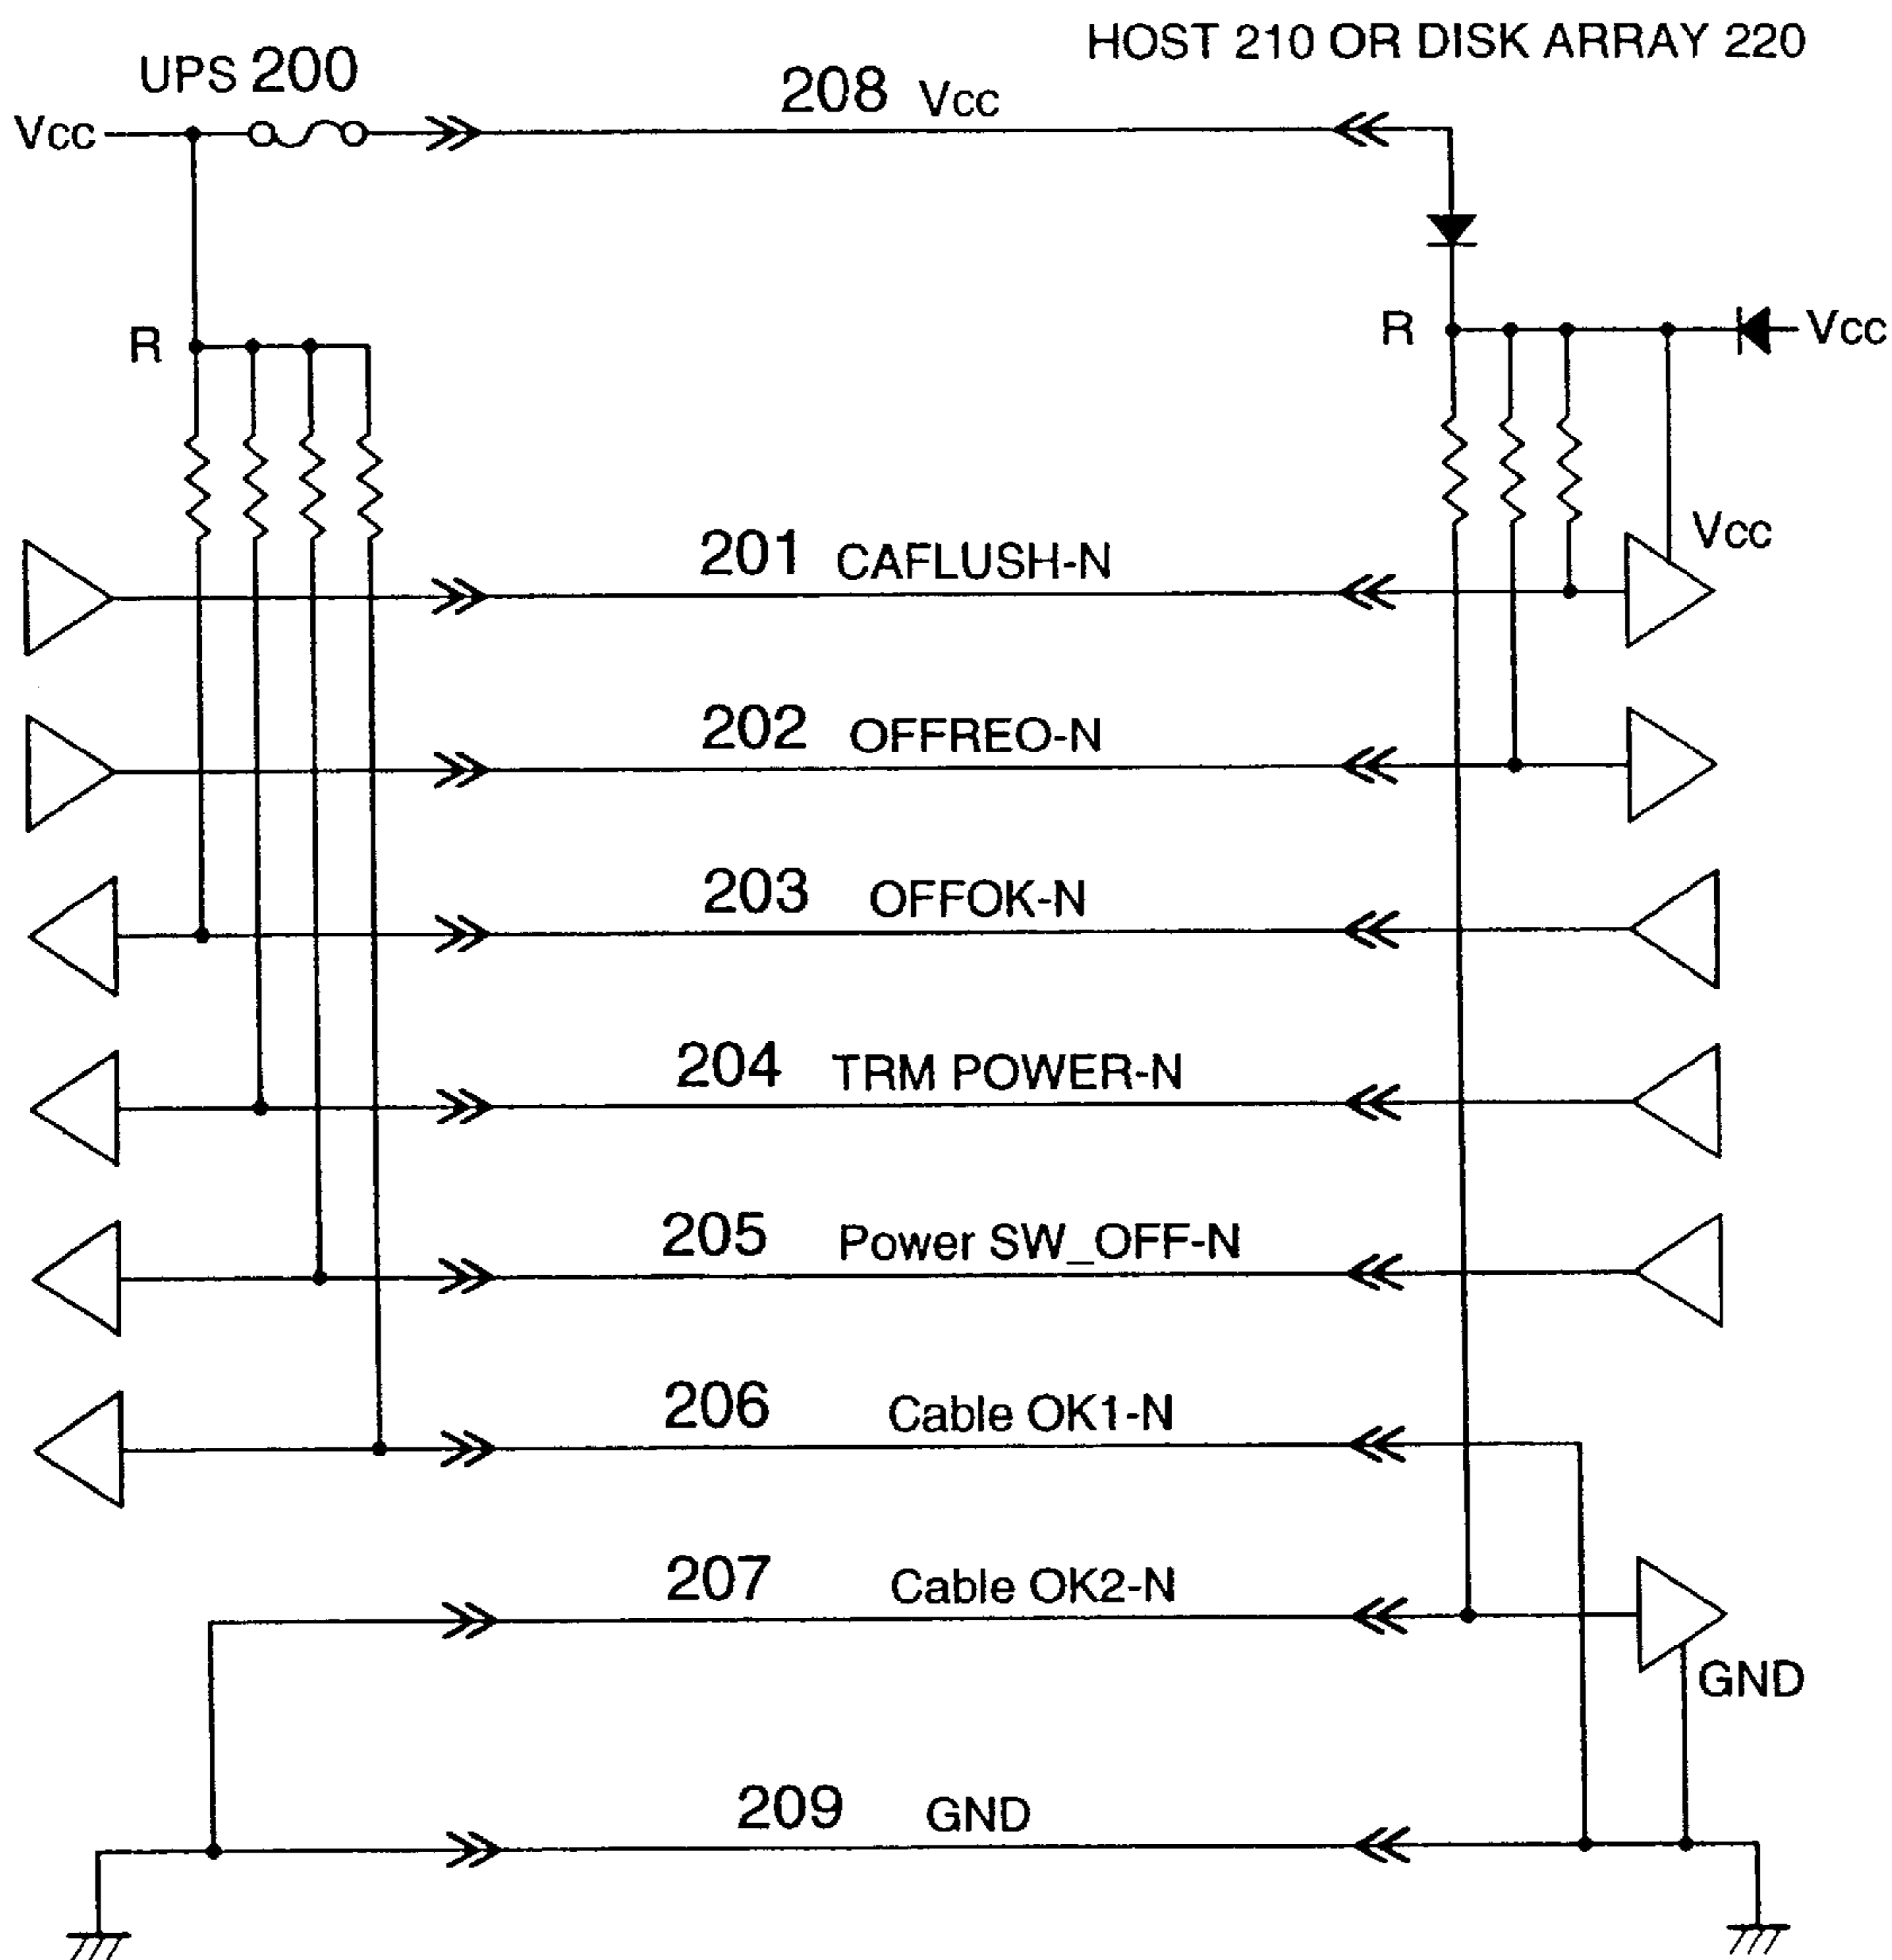 HOST 210 OR DISK ARRAY 220
UPS 200
208 Vcc
Vcc
R
R
Vcc
Vcc
201 CAFLUSH-N
202 OFFREO-N
203 OFFOK-N
204 TRM POWER-N
205 Power SW_OFF-N
206 Cable OK1-N
207 Cable OK2-N
GND
209 GND